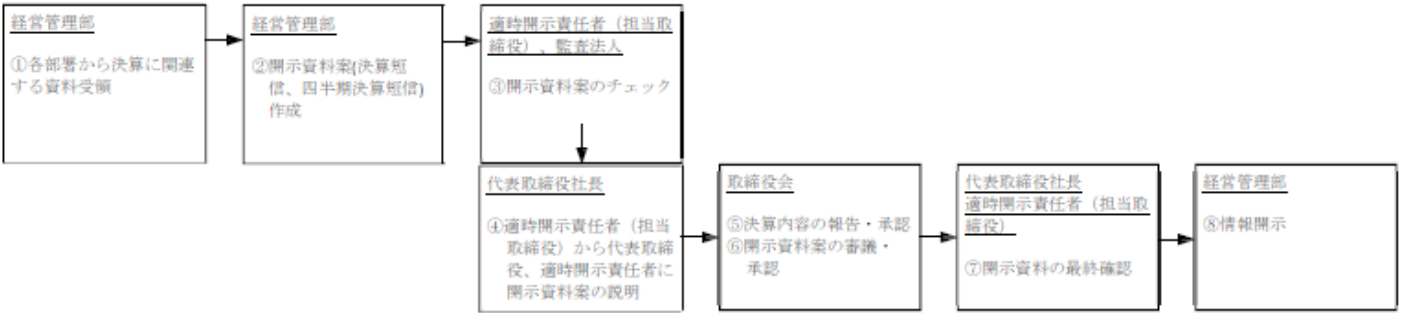 経営管理部
①各部署から決算に関連
する資料受領
経営管理部
②開示資料案(決算短
信、四半期決算短信)
作成
適時開示責任者（担当取
締役）、監査法人
③開示資料案のチェック
代表取締役社長
④適時開示責任者（担当
取締役）から代表取締
役、適時開示責任者に
開示資料案の説明
取締役会
⑤決算内容の報告・承認
⑥開示資料案の審議・
承認
代表取締役社長
適時開示責任者（担当取
締役）
⑦開示資料の最終確認
経営管理部
⑧情報開示